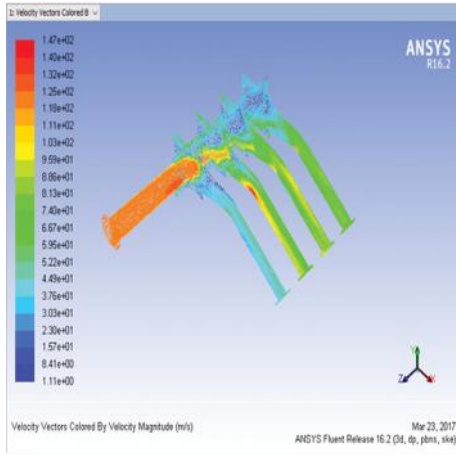 1: Velocity Vectors Colored B
ANSYS
R16.2
1.47e+02
1.40e+02
1.32e+02
1.25e+02
1.18e+02
1.11e+02
1.03e+02
9.59e+01
8.86e+01
8.13e+01
7.40e+01
6.67e+01
5.95e+01
5.22e+01
4.49e+01
3.76e+01
3.03e+01
2.30e+01
1.57e+01
8.41e+00
1.11e+00
Y
Z
X
Velocity Vectors Colored By Velocity Magnitude (m/s)
Mar 23, 2017
ANSYS Fluent Release 16.2 (3d, dp, pbns, ske)